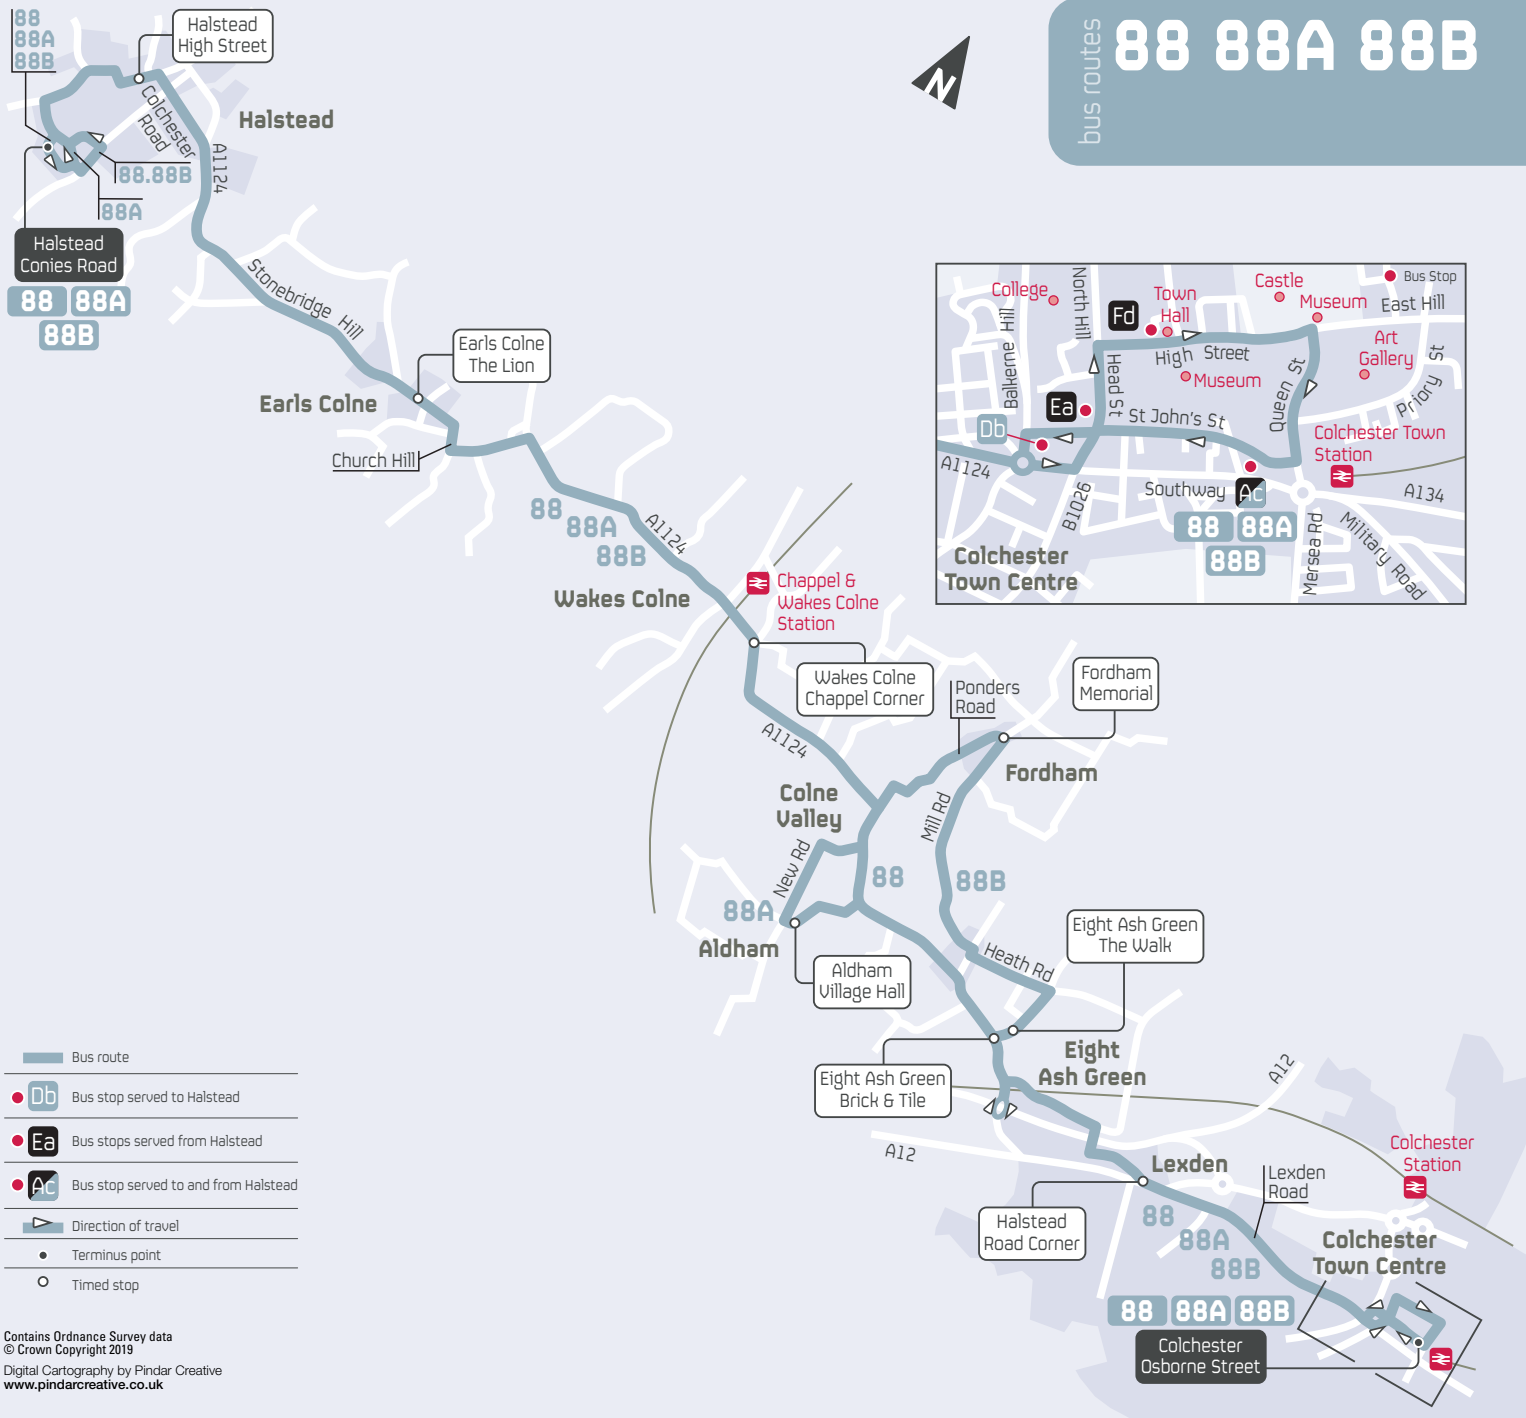 bus routes
88 88A 88B
88
88A
88B
Halstead
High Street
Colchester
Road
Halstead
A1124
88.88B
88A
Halstead
Conies Road
88 88A
88B
Stonebridge Hill
Earls Colne
The Lion
Earls Colne
Church Hill
88
88A
88B
A1124
Wakes Colne
Chappel &
Wakes Colne
Station
Wakes Colne
Chappel Corner
A1124
Ponders
Road
Fordham
Memorial
Fordham
Colne
Valley
Mill Rd
New Rd
88
88B
88A
Aldham
Aldham
Village Hall
Heath Rd
Eight Ash Green
The Walk
Eight
Ash Green
Eight Ash Green
Brick & Tile
A12
A12
Lexden
Lexden
Road
Halstead
Road Corner
88
88A
88B
Colchester
Station
Colchester
Town Centre
88 88A 88B
Colchester
Osborne Street
College
Balkerne Hill
North Hill
Fd
Town
Hall
Castle
Museum
Bus Stop
East Hill
Art
Gallery
High Street
Head St
Museum
Queen St
Priory St
Ea
Db
St John's St
Colchester Town
Station
A1124
B1026
Southway
Ac
A134
88 88A
88B
Mersea Rd
Military Road
Colchester
Town Centre
Bus route
Db Bus stop served to Halstead
Ea Bus stops served from Halstead
Ac Bus stop served to and from Halstead
Direction of travel
Terminus point
Timed stop
Contains Ordnance Survey data
© Crown Copyright 2019
Digital Cartography by Pindar Creative
www.pindarcreative.co.uk
N